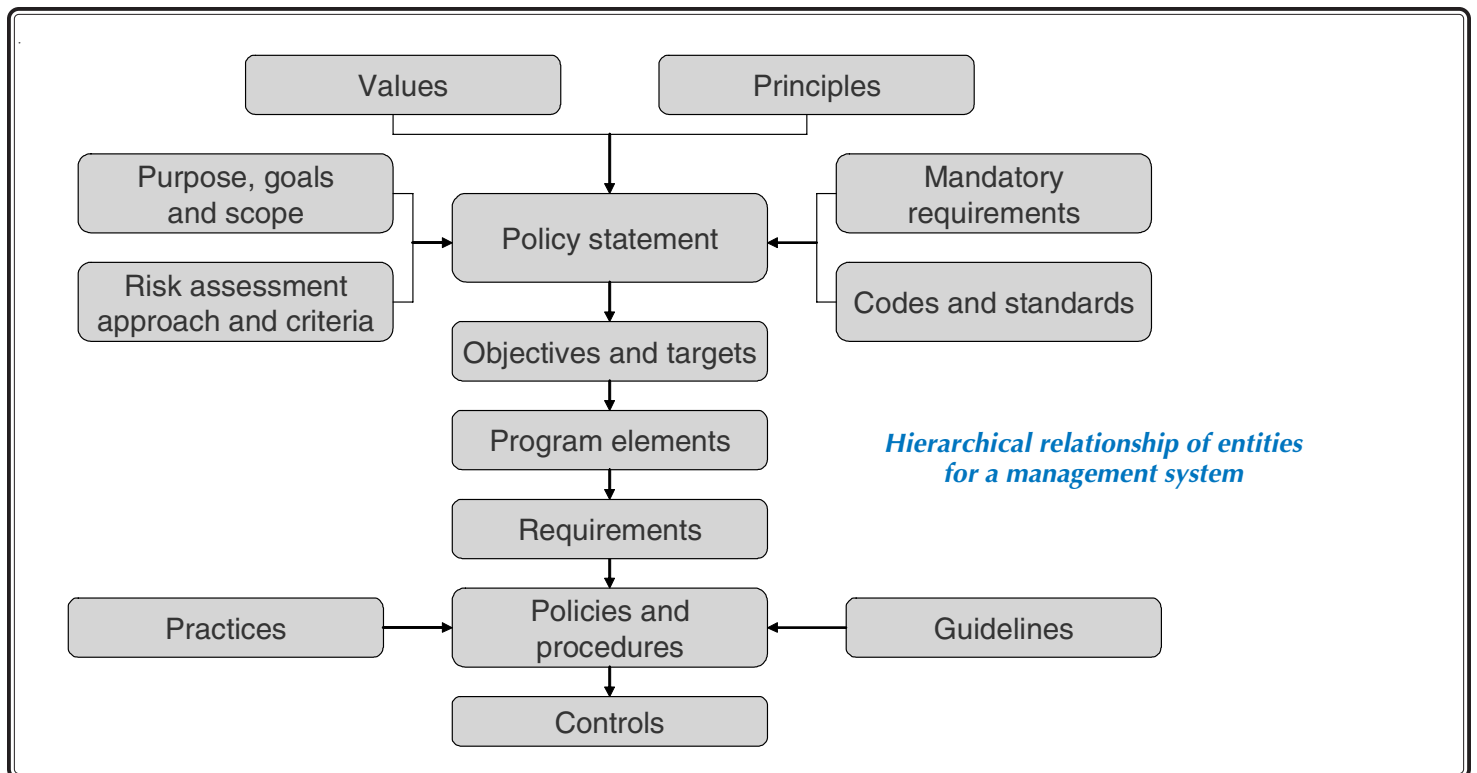 Values
Principles
Purpose, goals
and scope
Mandatory
requirements
Policy statement
Risk assessment
approach and criteria
Codes and standards
Objectives and targets
Program elements
Hierarchical relationship of entities
for a management system
Requirements
Practices
Policies and
procedures
Guidelines
Controls